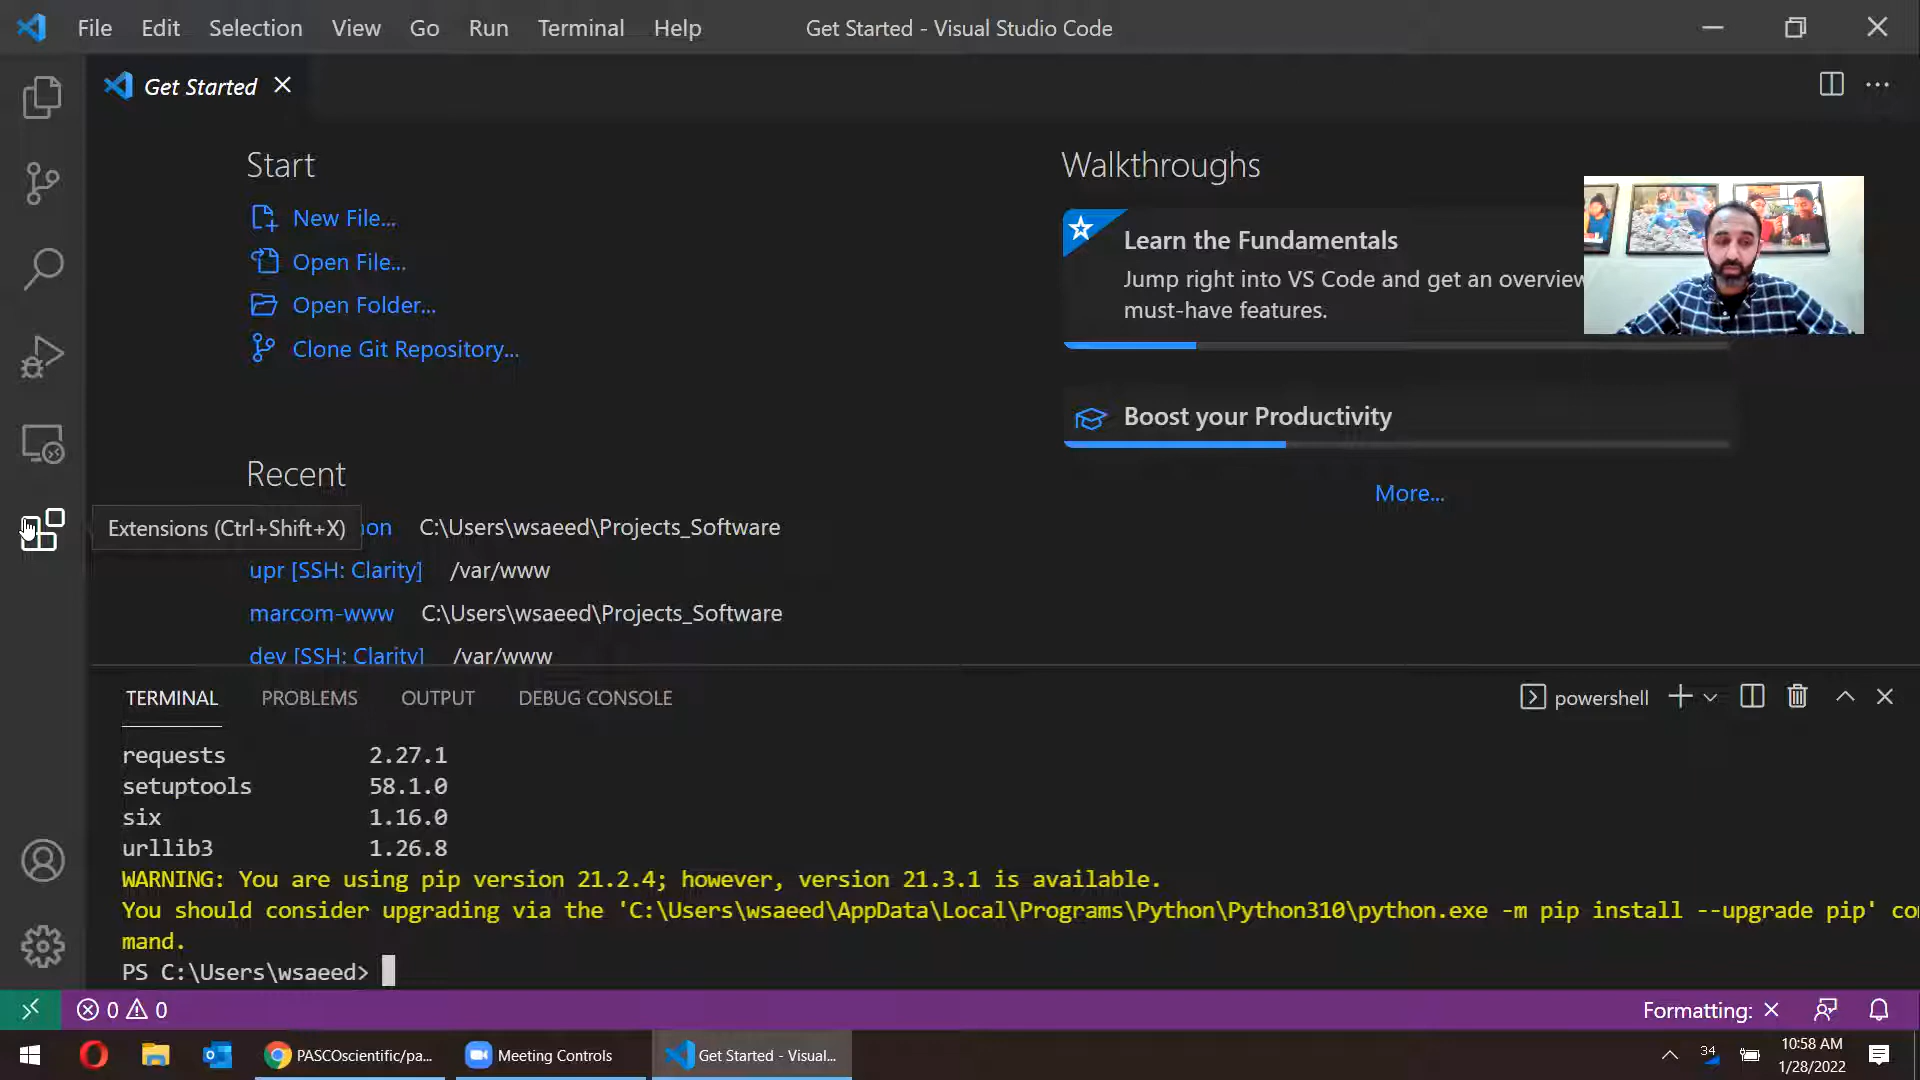 File Edit Selection View Go Run Terminal Help
Get Started - Visual Studio Code
Get Started
Start
New File...
Open File...
Open Folder...
Clone Git Repository...
Walkthroughs
Learn the Fundamentals
Jump right into VS Code and get an overview
must-have features.
Boost your Productivity
More...
Recent
Extensions (Ctrl+Shift+X)
C:\Users\wsaeed\Projects_Software
upr [SSH: Clarity] /var/www
marcom-www C:\Users\wsaeed\Projects_Software
dev [SSH: Clarity] /var/www
TERMINAL PROBLEMS OUTPUT DEBUG CONSOLE
powershell
requests 2.27.1
setuptools 58.1.0
six 1.16.0
urllib3 1.26.8
WARNING: You are using pip version 21.2.4; however, version 21.3.1 is available.
You should consider upgrading via the 'C:\Users\wsaeed\AppData\Local\Programs\Python\Python310\python.exe -m pip install --upgrade pip' com
mand.
PS C:\Users\wsaeed>
0 0
Formatting:
PASCOscientific/pa...
Meeting Controls
Get Started - Visual...
34
10:58 AM
1/28/2022